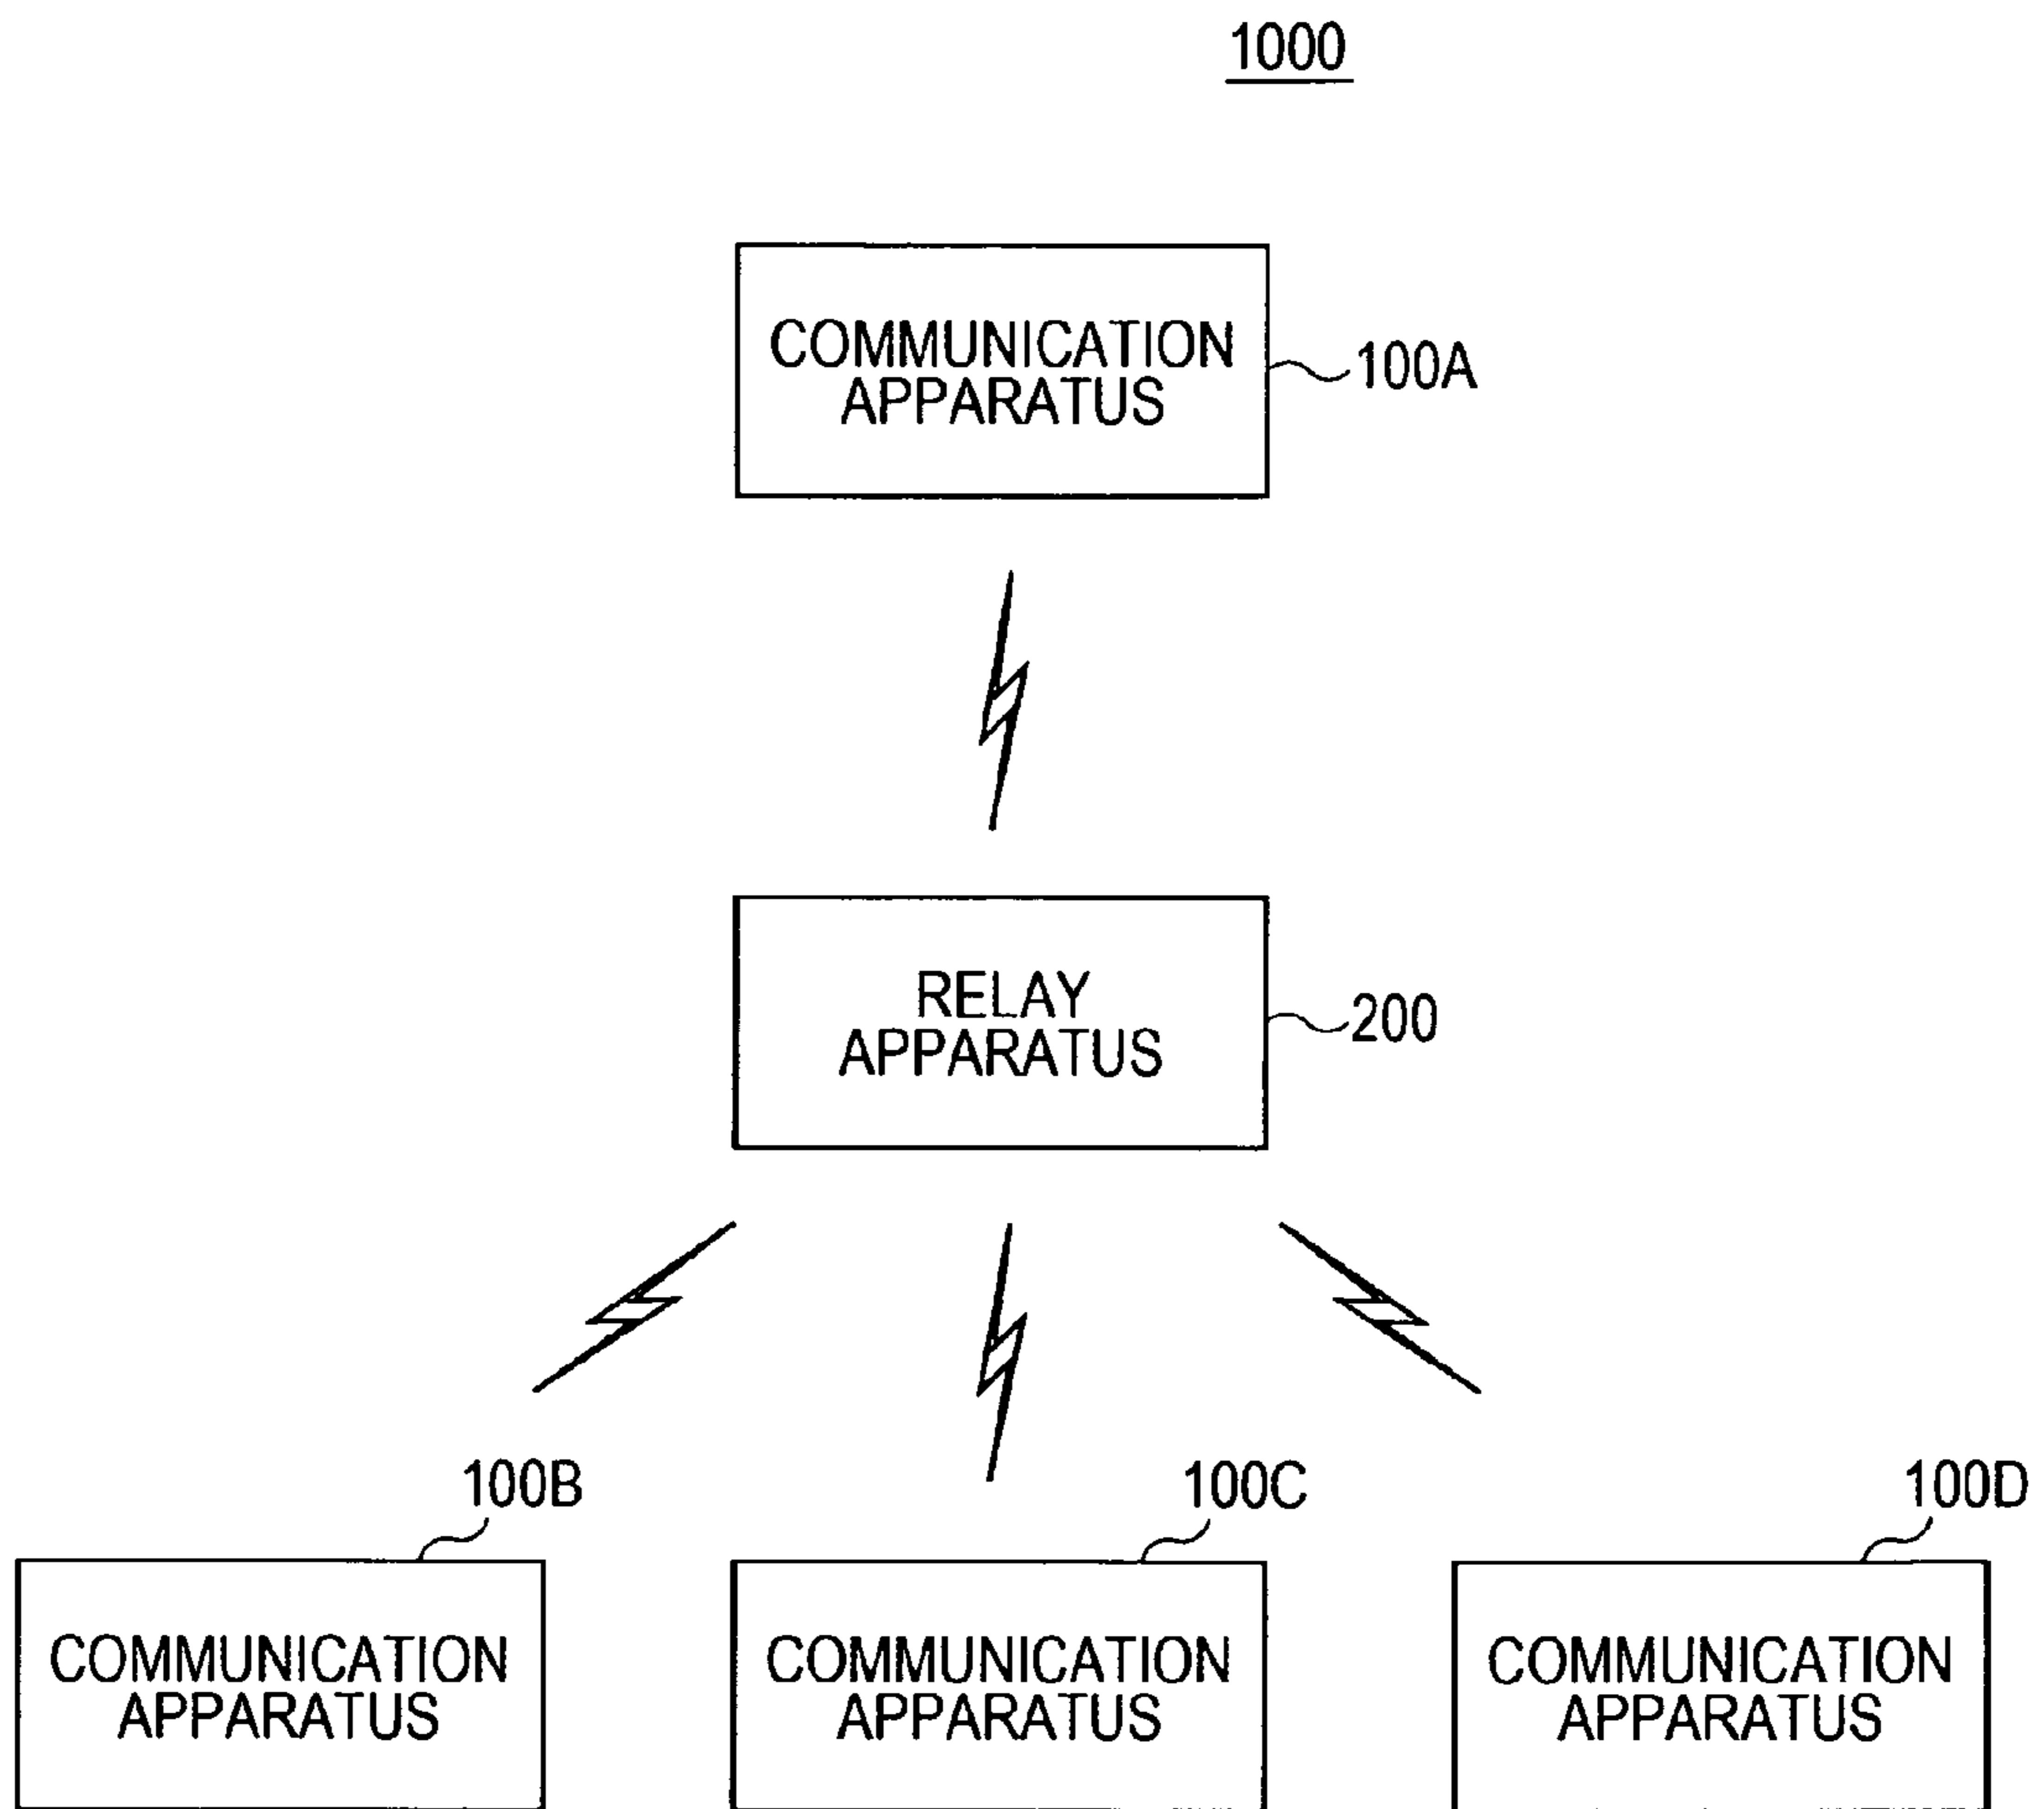 1000
COMMUNICATION
APPARATUS
100A
RELAY
APPARATUS
200
100B
100C
100D
COMMUNICATION
APPARATUS
COMMUNICATION
APPARATUS
COMMUNICATION
APPARATUS